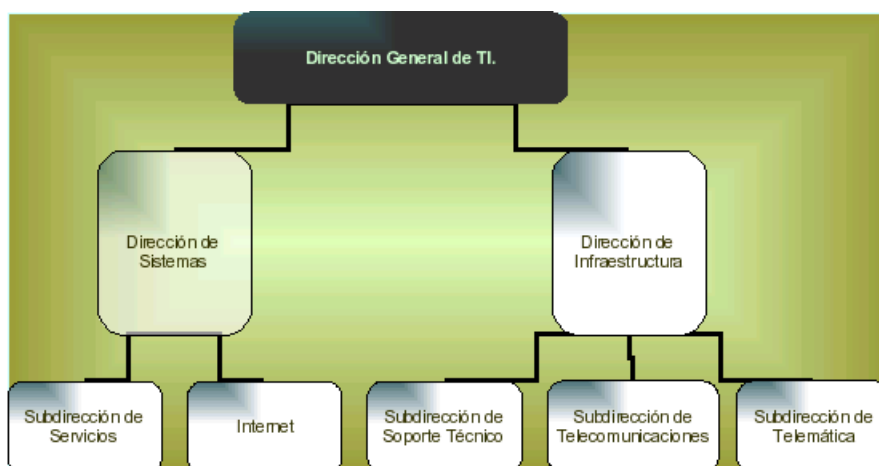 Dirección General de TI.
Dirección de
Sistemas
Dirección de
Infraestructura
Subdirección de
Servicios
Internet
Subdirección de
Soporte Técnico
Subdirección de
Telecomunicaciones
Subdirección de
Telemática